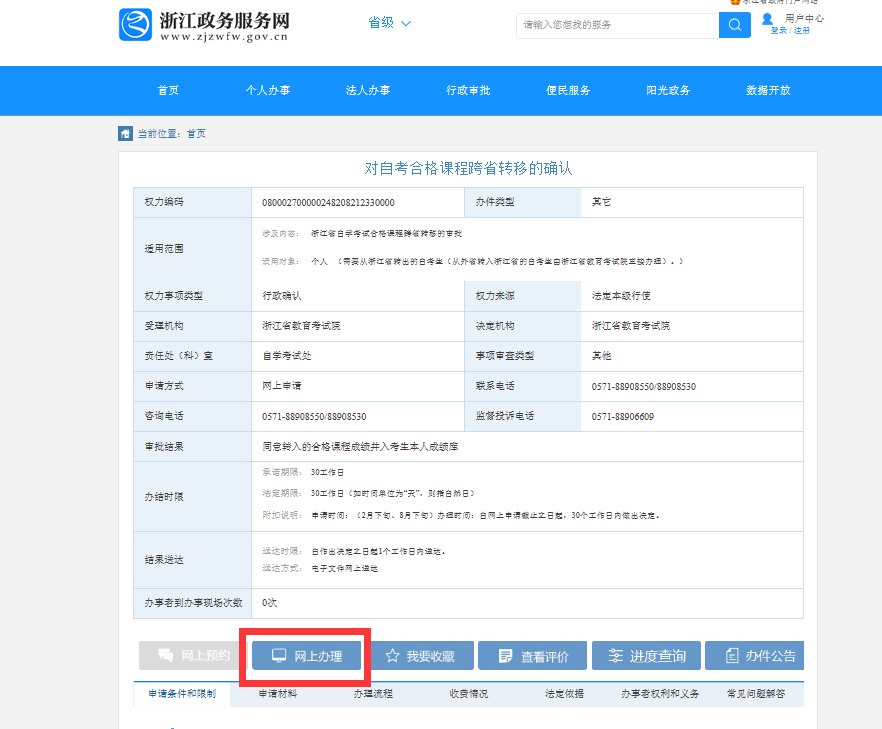 浙江政务服务网
www.zjzwfw.gov.cn
省级
请输入您想找的服务
用户中心
登录 / 注册
首页 个人办事 法人办事 行政审批 便民服务 阳光政务 数据开放
当前位置：首页
对自考合格课程跨省转移的确认
权力编码 08000270000024820821233000​0 办件类型 其它
适用范围
涉及内容： 浙江省自学考试合格课程跨省转移的审批
适用对象： 个人 （需要从浙江省转出的自考生（从外省转入浙江省的自考生由浙江省教育考试院直接办理）。）
权力事项类型 行政确认 权力来源 法定本级行使
受理机构 浙江省教育考试院 决定机构 浙江省教育考试院
责任处（科）室 自学考试处 事项审查类型 其他
申请方式 网上申请 联系电话 0571-88908550/88908530
咨询电话 0571-88908550/88908530 监督投诉电话 0571-88906609
审批结果 同意转入的合格课程成绩并入考生本人成绩库
办结时限
承诺期限： 30工作日
法定期限： 30工作日（如时间单位为“天”，则指自然日）
附加说明： 申请时间：（2月下旬、8月下旬）办理时间：自网上申请截止之日起，30个工作日内做出决定。
结果送达
送达时限： 自作出决定之日起1个工作日内送达。
送达方式： 电子文件网上送达
办事者到办事现场次数 0次
网上预约 网上办理 我要收藏 查看评价 进度查询 办件公告
申请条件和限制 申请材料 办理流程 收费情况 法定依据 办事者权利和义务 常见问题解答